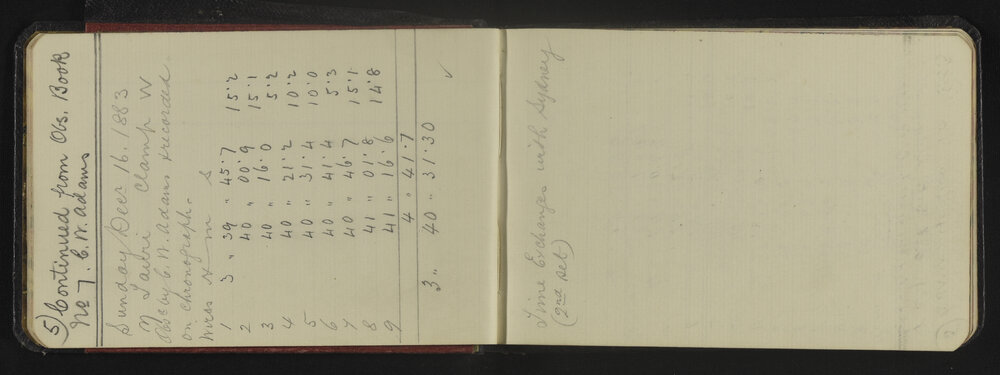 5) Continued from Obs. Book
No 7. C. W. Adams
Sunday Decr 16. 1883
η Tauri Clamp W
Obs by C. W. Adams & recorded
on chronograph.
Wires h m s
1 3 " 39 " 45.7 15.2
2 40 " 00.9 15.1
3 40 " 16.0 5.2
4 40 " 21.2 10.2
5 40 " 31.4 10.0
6 40 " 41.4 5.3
7 40 " 46.7 15.1
8 41 " 01.8 14.8
9 41 " 16.6
4 " 41.7
3 " 40 " 31.30 ✓
Time Exchanges with Sydney
(2nd set)